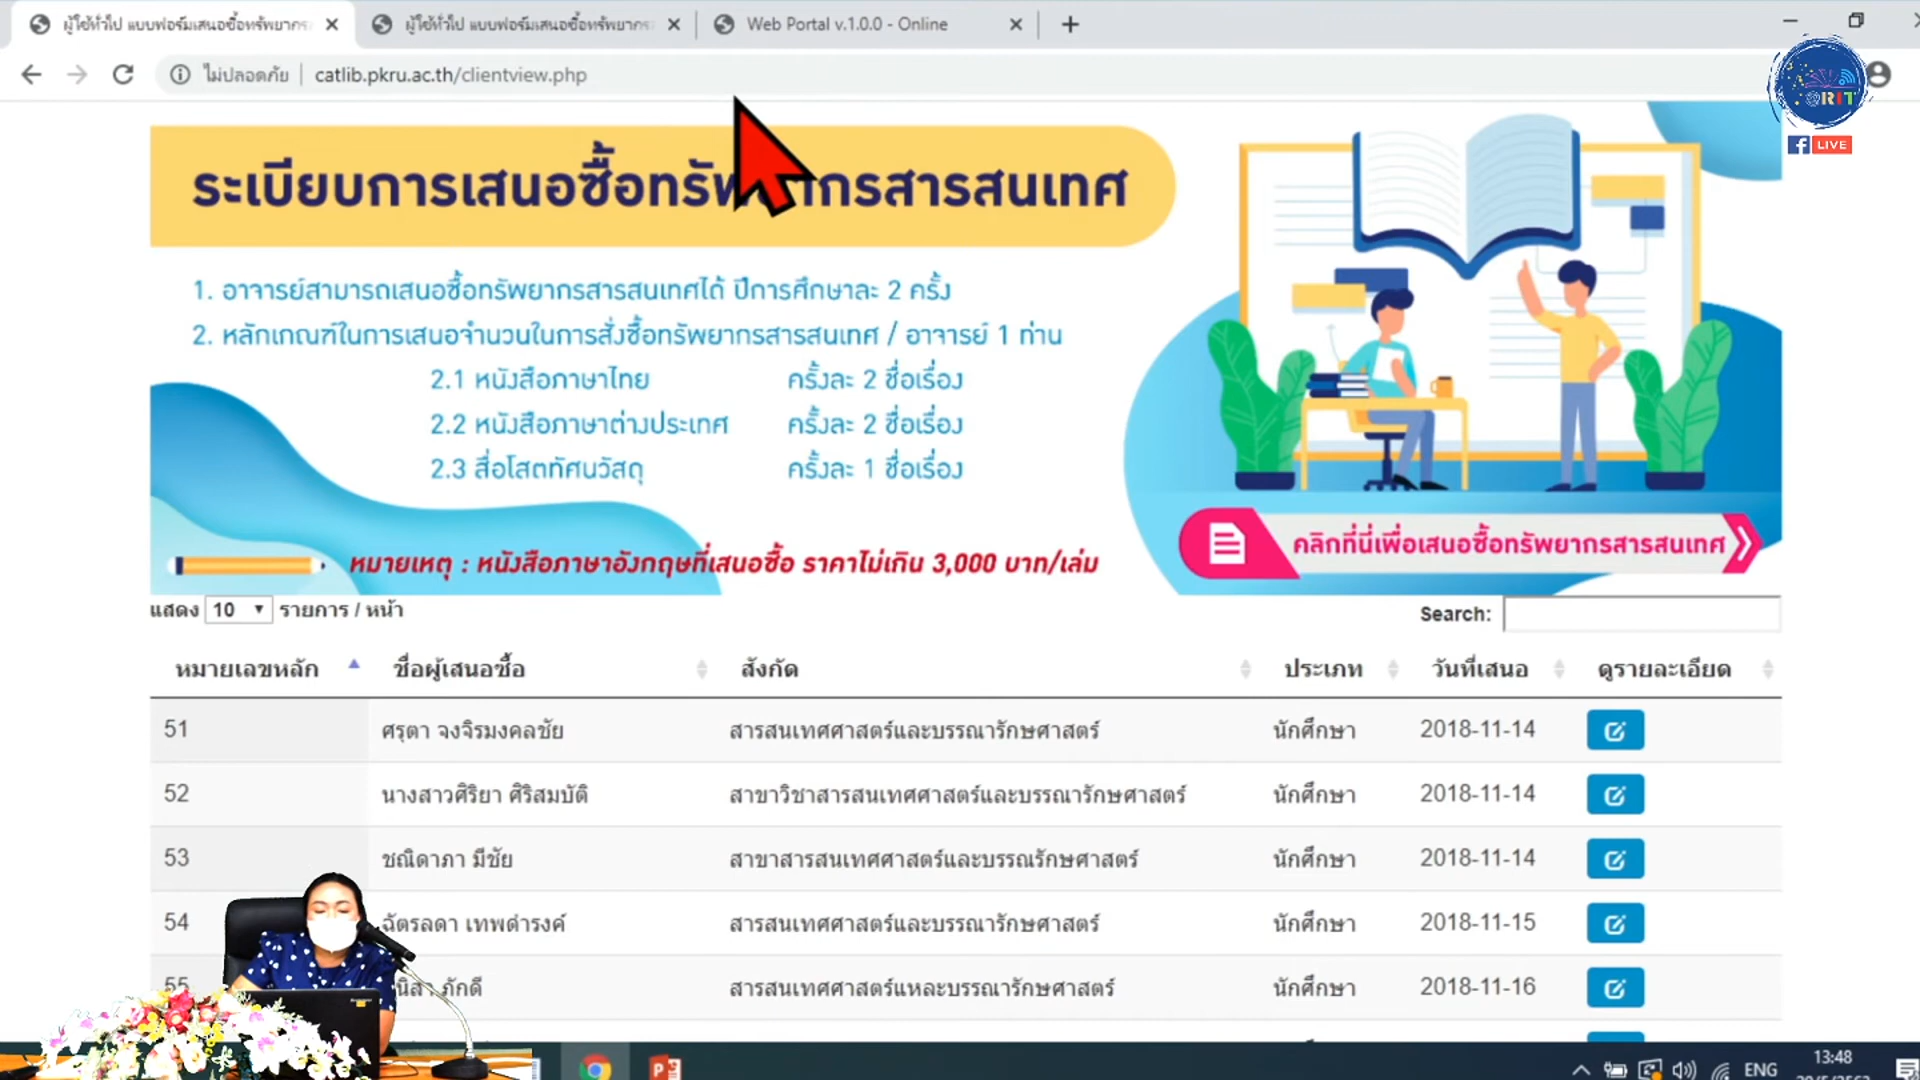 ผู้ใช้ทั่วไป แบบฟอร์มเสนอซื้อทรัพยากร
ผู้ใช้ทั่วไป แบบฟอร์มเสนอซื้อทรัพยากร
Web Portal v.1.0.0 - Online
ไม่ปลอดภัย
catlib.pkru.ac.th/clientview.php
ORIT
LIVE
ระเบียบการเสนอซื้อทรัพยากรสารสนเทศ
1. อาจารย์สามารถเสนอซื้อทรัพยากรสารสนเทศได้ ปีการศึกษาละ 2 ครั้ง
2. หลักเกณฑ์ในการเสนอจำนวนในการสั่งซื้อทรัพยากรสารสนเทศ / อาจารย์ 1 ท่าน
2.1 หนังสือภาษาไทย ครั้งละ 2 ชื่อเรื่อง
2.2 หนังสือภาษาต่างประเทศ ครั้งละ 2 ชื่อเรื่อง
2.3 สื่อโสตทัศนวัสดุ ครั้งละ 1 ชื่อเรื่อง
หมายเหตุ : หนังสือภาษาอังกฤษที่เสนอซื้อ ราคาไม่เกิน 3,000 บาท/เล่ม
คลิกที่นี่เพื่อเสนอซื้อทรัพยากรสารสนเทศ
แสดง 10 รายการ / หน้า
Search:
หมายเลขหลัก ชื่อผู้เสนอซื้อ สังกัด ประเภท วันที่เสนอ ดูรายละเอียด
51 ศรุตา จงจิรมงคลชัย สารสนเทศศาสตร์และบรรณารักษศาสตร์ นักศึกษา 2018-11-14
52 นางสาวศิริยา ศิริสมบัติ สาขาวิชาสารสนเทศศาสตร์และบรรณารักษศาสตร์ นักศึกษา 2018-11-14
53 ชณิดาภา มีชัย สาขาสารสนเทศศาสตร์และบรรณรักษศาสตร์ นักศึกษา 2018-11-14
54 ฉัตรลดา เทพดำรงค์ สารสนเทศศาสตร์และบรรณารักษศาสตร์ นักศึกษา 2018-11-15
55 ภักดี สารสนเทศศาสตร์แหละบรรณารักษศาสตร์ นักศึกษา 2018-11-16
ENG
13:48